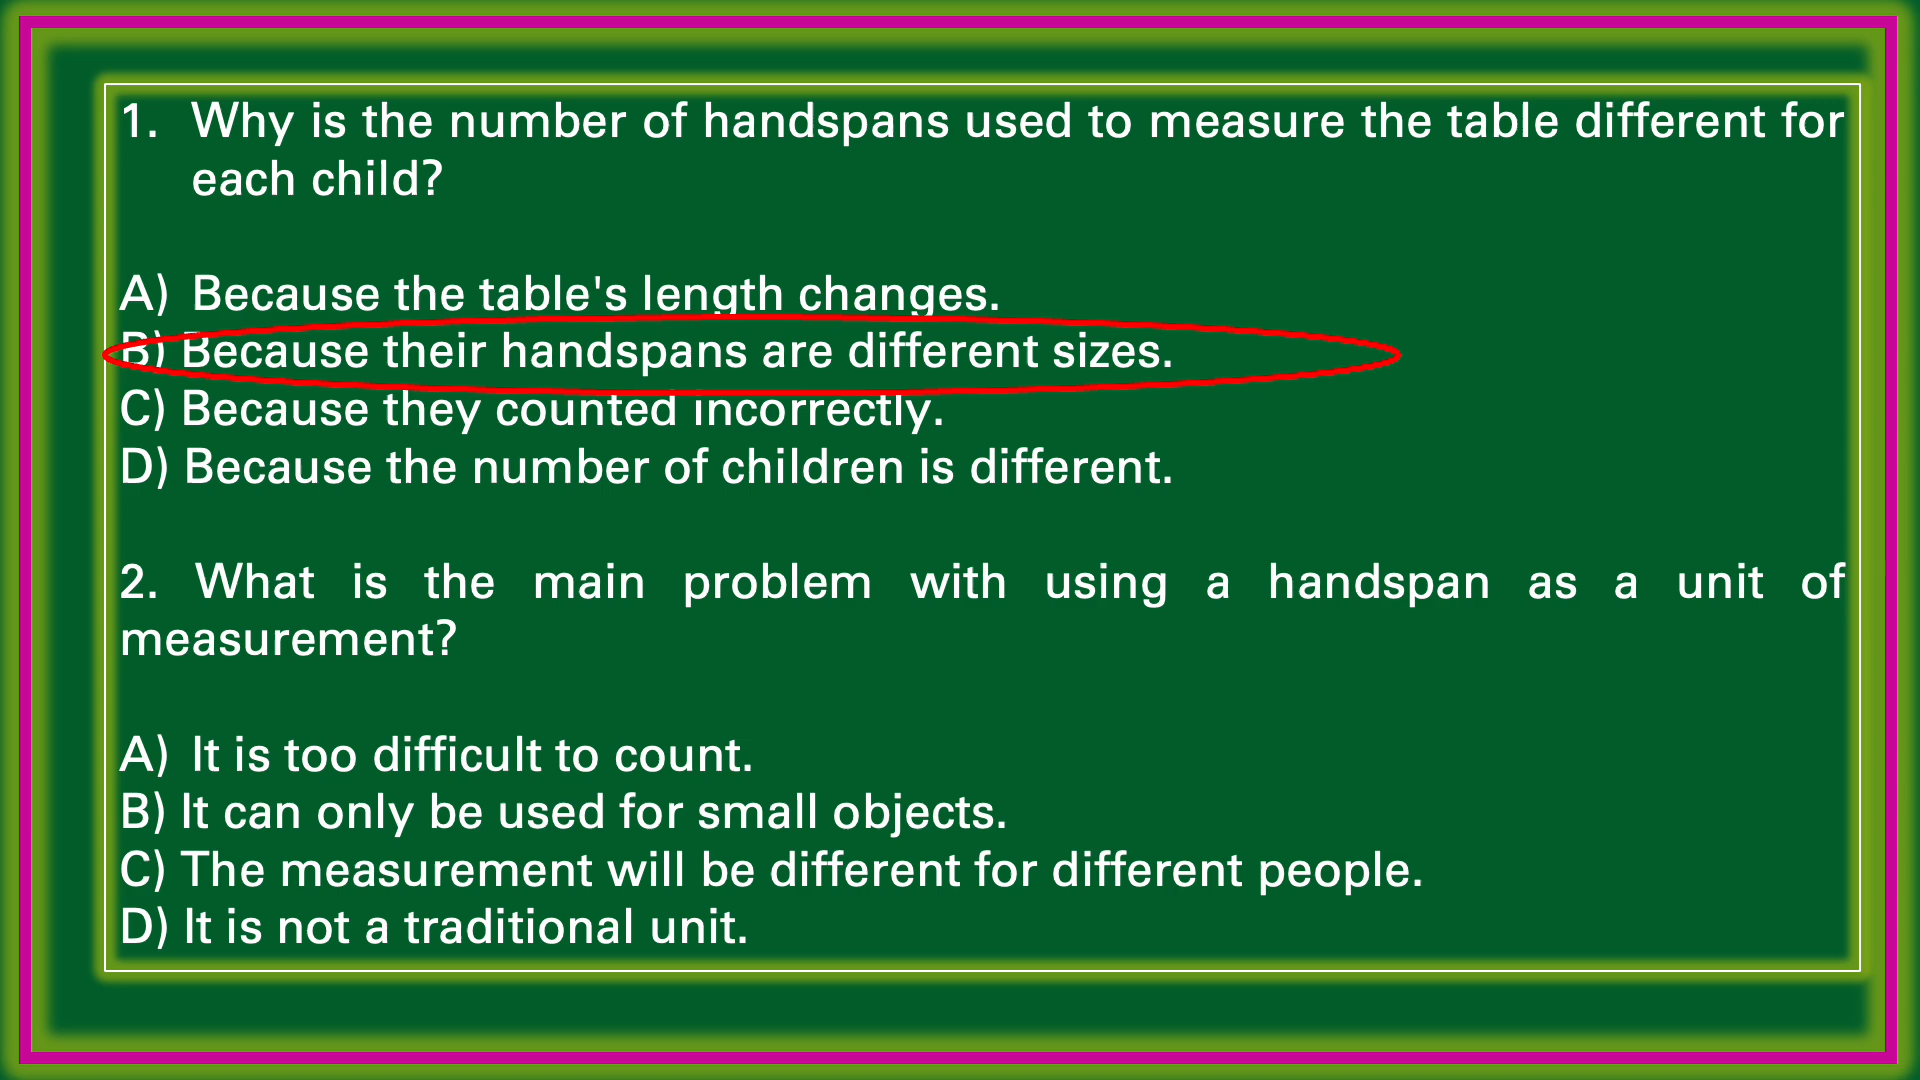 1. Why is the number of handspans used to measure the table different for
each child?
A) Because the table's length changes.
B) Because their handspans are different sizes.
C) Because they counted incorrectly.
D) Because the number of children is different.
2. What is the main problem with using a handspan as a unit of
measurement?
A) It is too difficult to count.
B) It can only be used for small objects.
C) The measurement will be different for different people.
D) It is not a traditional unit.